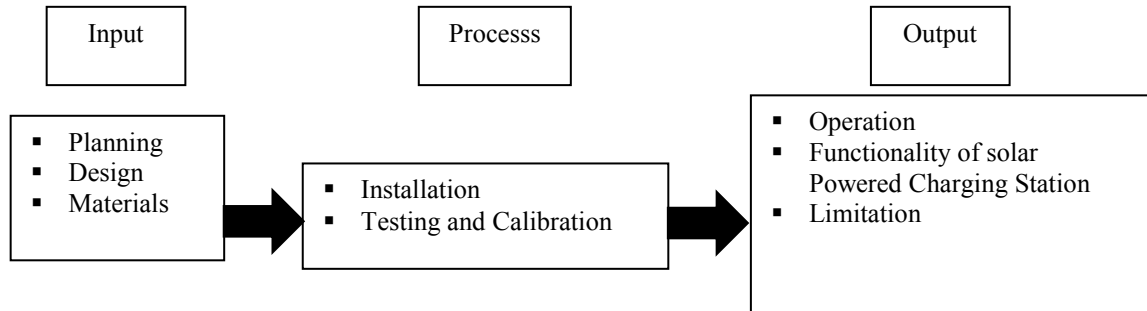 Input
Processs
Output
▪ Planning
▪ Design
▪ Materials
▪ Installation
▪ Testing and Calibration
▪ Operation
▪ Functionality of solar
Powered Charging Station
▪ Limitation